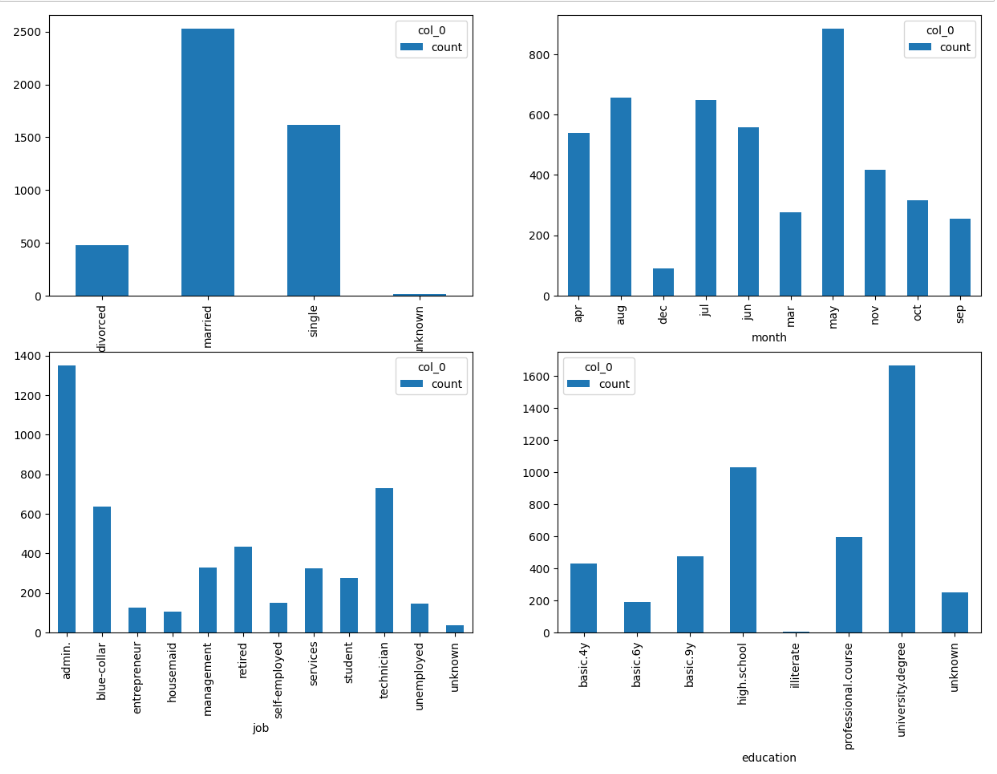 col_0
count
2500
2000
1500
1000
500
0
divorced
married
single
unknown
col_0
count
800
600
400
200
0
apr
aug
dec
jul
jun
mar
may
nov
oct
sep
month
col_0
count
1400
1200
1000
800
600
400
200
0
admin.
blue-collar
entrepreneur
housemaid
management
retired
self-employed
services
student
technician
unemployed
unknown
job
col_0
count
1600
1400
1200
1000
800
600
400
200
0
basic.4y
basic.6y
basic.9y
high.school
illiterate
professional.course
university.degree
unknown
education